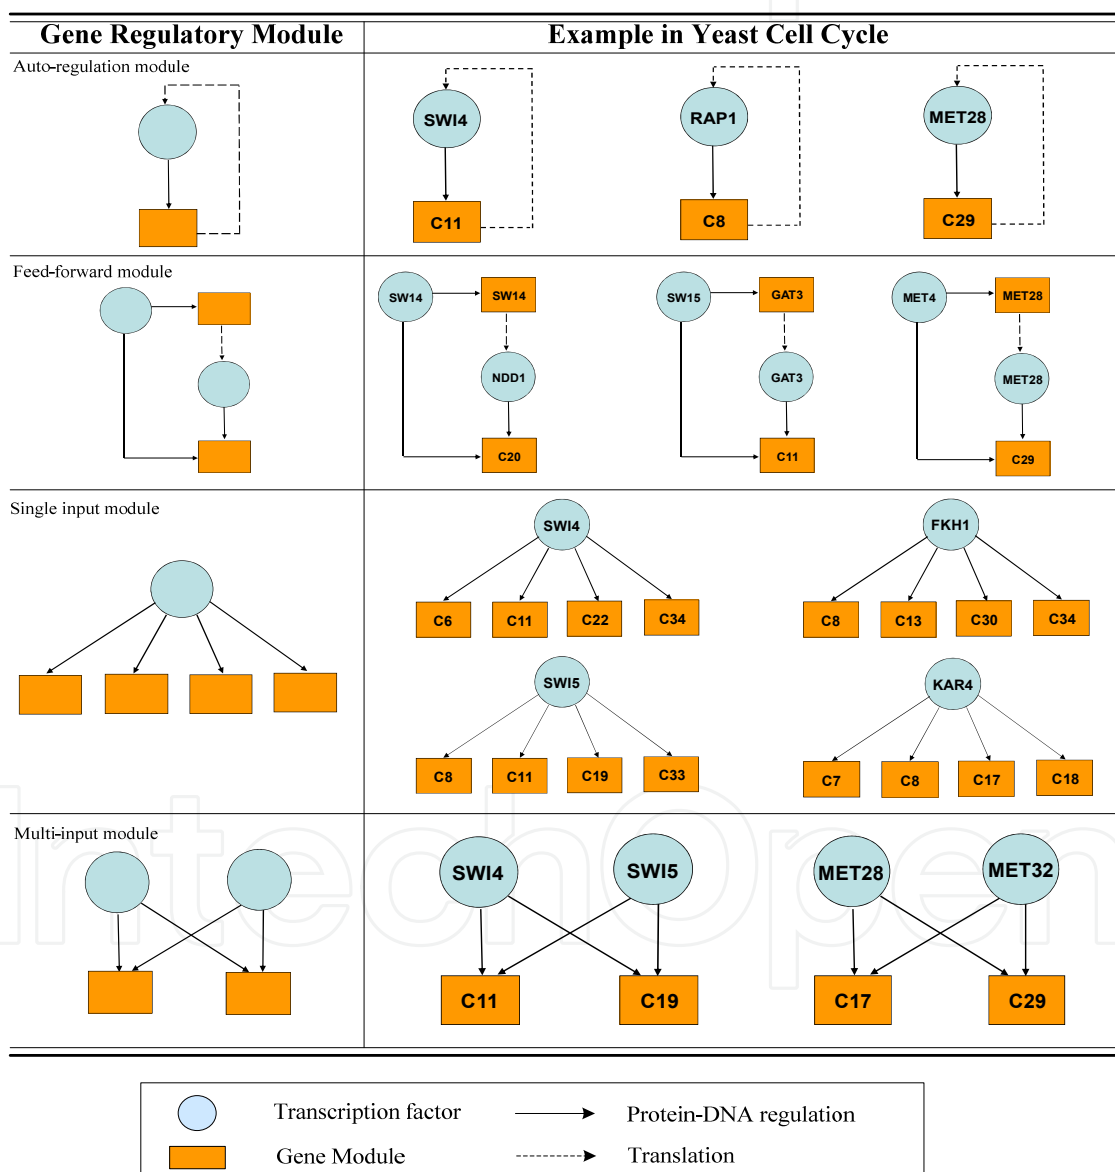 Gene Regulatory Module
Example in Yeast Cell Cycle
Auto-regulation module
SWI4
RAP1
MET28
C11
C8
C29
Feed-forward module
SW14
SW14
SW15
GAT3
MET4
MET28
NDD1
GAT3
MET28
C20
C11
C29
Single input module
SWI4
FKH1
C6
C11
C22
C34
C8
C13
C30
C34
SWI5
KAR4
C8
C11
C19
C33
C7
C8
C17
C18
Multi-input module
SWI4
SWI5
MET28
MET32
C11
C19
C17
C29
IntechOpen
Transcription factor
Protein-DNA regulation
Gene Module
Translation